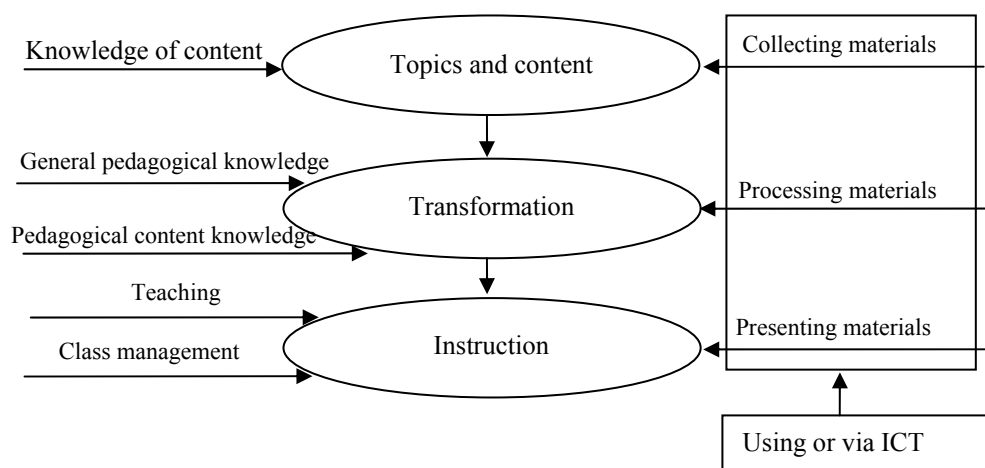 Knowledge of content
Topics and content
Collecting materials
General pedagogical knowledge
Transformation
Processing materials
Pedagogical content knowledge
Teaching
Instruction
Presenting materials
Class management
Using or via ICT